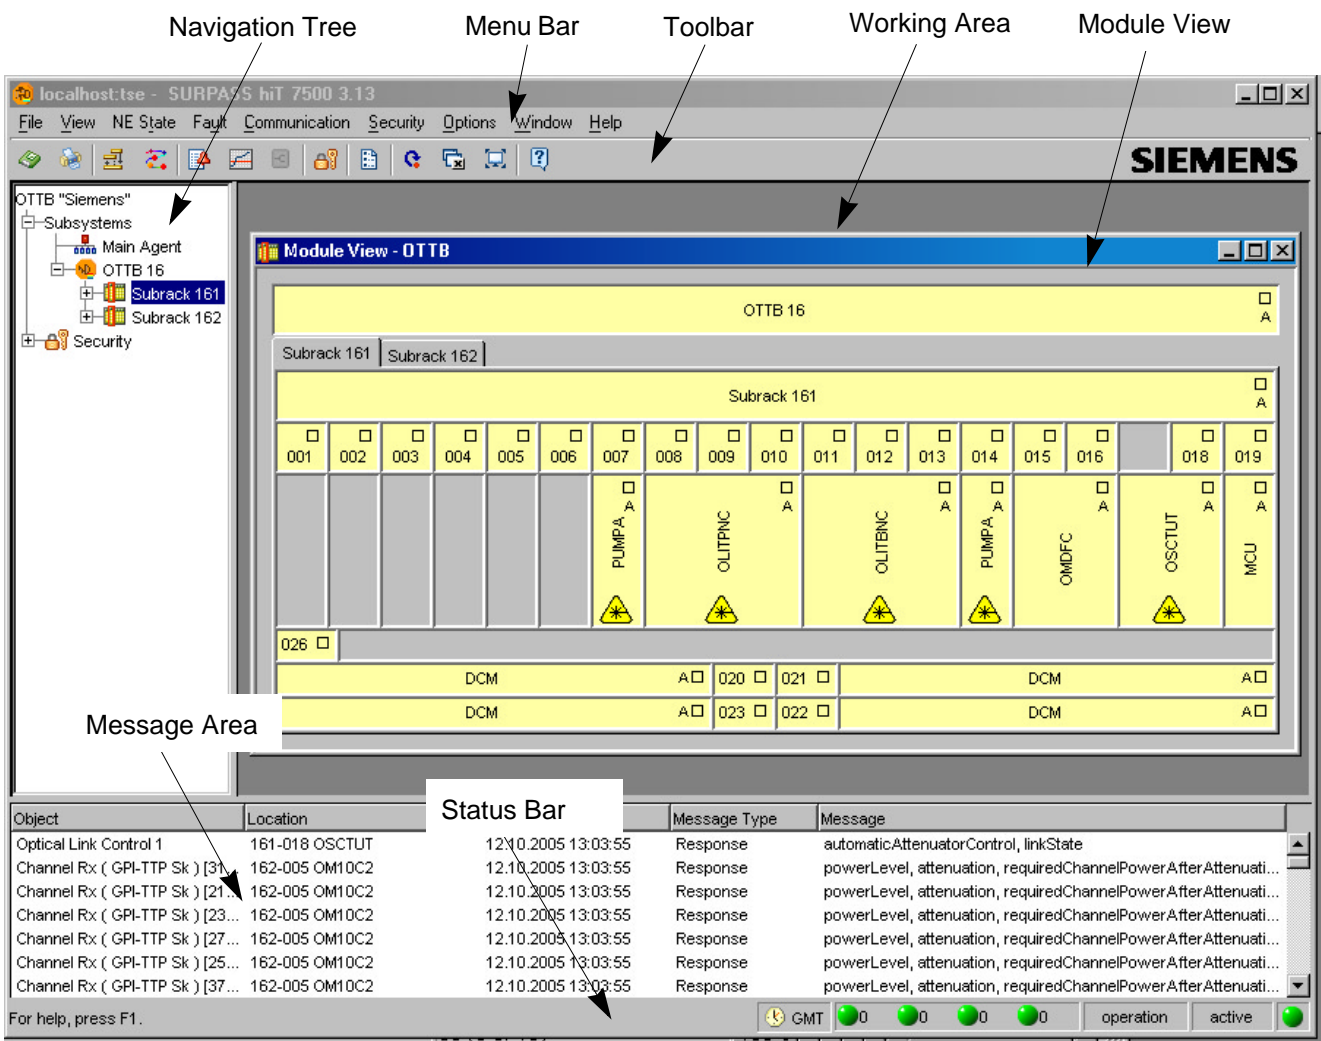 Navigation Tree Menu Bar Toolbar Working Area Module View
localhost:tse - SURPASS hiT 7500 3.13
File View NE State Fault Communication Security Options Window Help
SIEMENS
OTTB "Siemens"
Subsystems
Main Agent
OTTB 16
Subrack 161
Subrack 162
Security
Module View - OTTB
OTTB 16
A
Subrack 161 Subrack 162
Subrack 161
A
001 002 003 004 005 006 007 008 009 010 011 012 013 014 015 016 018 019
A A A A A A A
PUMPA OLITPNC OLITBNC PUMPA OMDFC OSCTUT MCU
026
DCM A 020 021 DCM A
DCM A 023 022 DCM A
Message Area
Status Bar
Object Location Message Type Message
Optical Link Control 1 161-018 OSCTUT 12.10.2005 13:03:55 Response automaticAttenuatorControl, linkState
Channel Rx ( GPI-TTP Sk ) [31... 162-005 OM10C2 12.10.2005 13:03:55 Response powerLevel, attenuation, requiredChannelPowerAfterAttenuati...
Channel Rx ( GPI-TTP Sk ) [21... 162-005 OM10C2 12.10.2005 13:03:55 Response powerLevel, attenuation, requiredChannelPowerAfterAttenuati...
Channel Rx ( GPI-TTP Sk ) [23... 162-005 OM10C2 12.10.2005 13:03:55 Response powerLevel, attenuation, requiredChannelPowerAfterAttenuati...
Channel Rx ( GPI-TTP Sk ) [27... 162-005 OM10C2 12.10.2005 13:03:55 Response powerLevel, attenuation, requiredChannelPowerAfterAttenuati...
Channel Rx ( GPI-TTP Sk ) [25... 162-005 OM10C2 12.10.2005 13:03:55 Response powerLevel, attenuation, requiredChannelPowerAfterAttenuati...
Channel Rx ( GPI-TTP Sk ) [37... 162-005 OM10C2 12.10.2005 13:03:55 Response powerLevel, attenuation, requiredChannelPowerAfterAttenuati...
For help, press F1. GMT 0 0 0 0 operation active